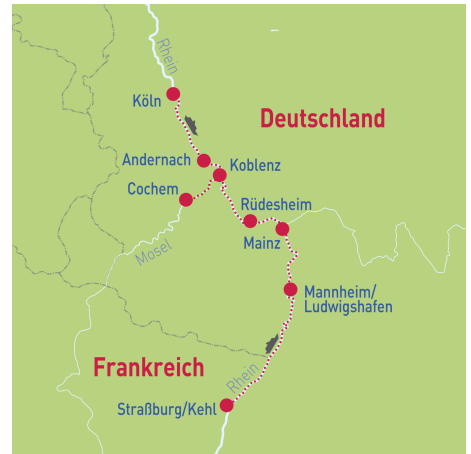 Rhein
Köln
Deutschland
Andernach
Koblenz
Cochem
Rüdesheim
Mosel
Mainz
Mannheim/
Ludwigshafen
Frankreich
Rhein
Straßburg/Kehl